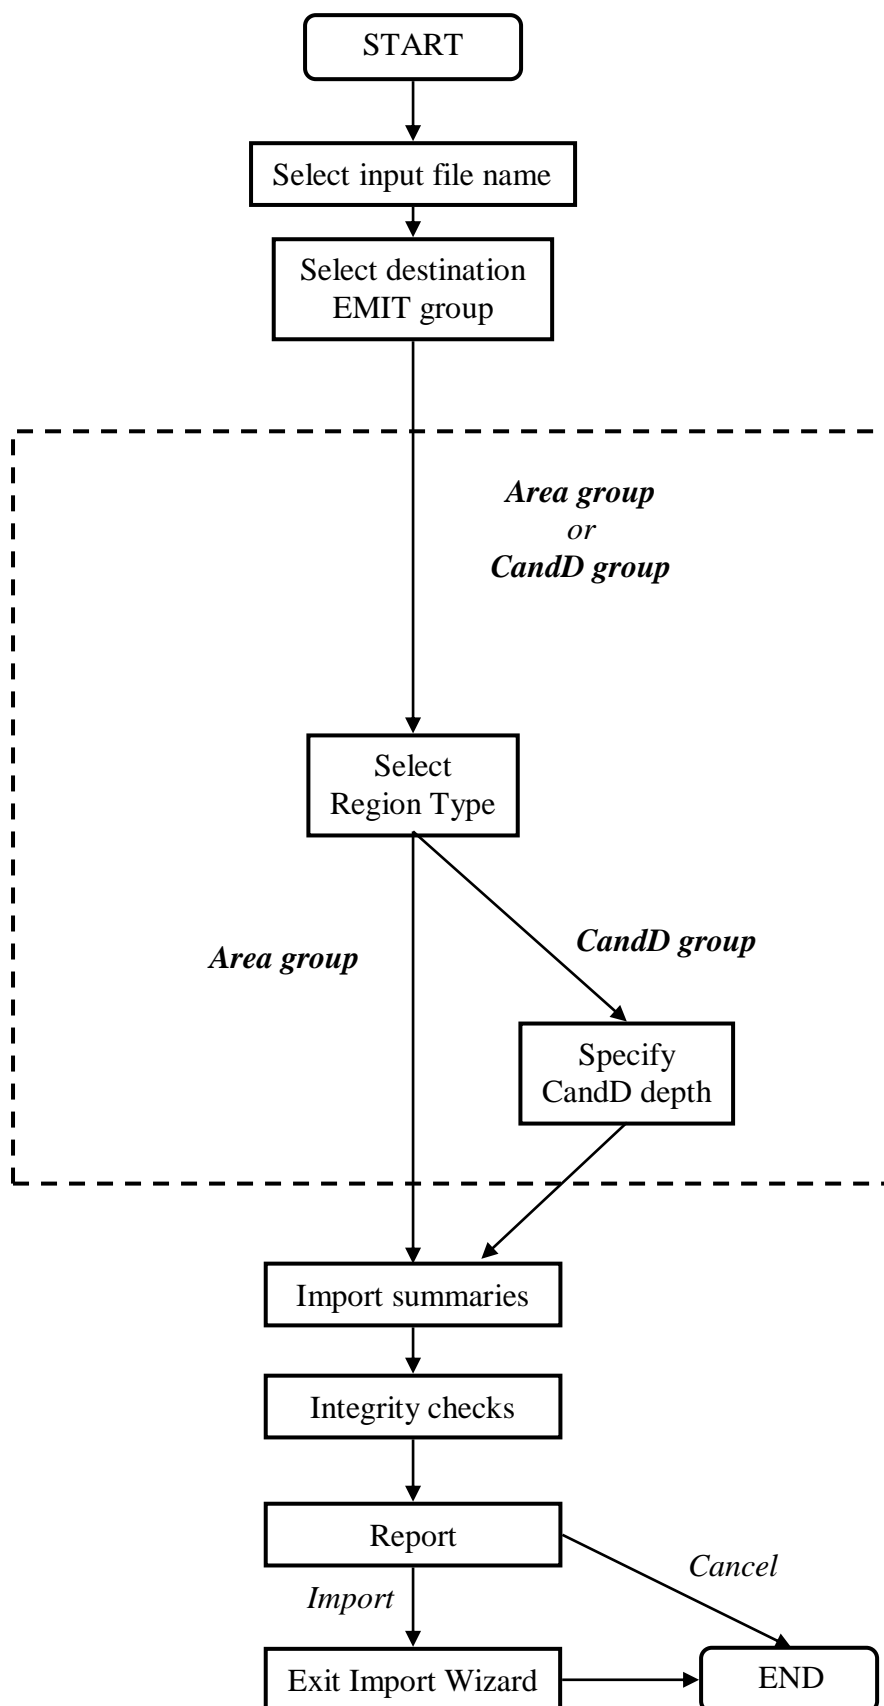 START
Select input file name
Select destination
EMIT group
Area group
or
CandD group
Select
Region Type
Area group
CandD group
Specify
CandD depth
Import summaries
Integrity checks
Report
Cancel
Import
Exit Import Wizard
END